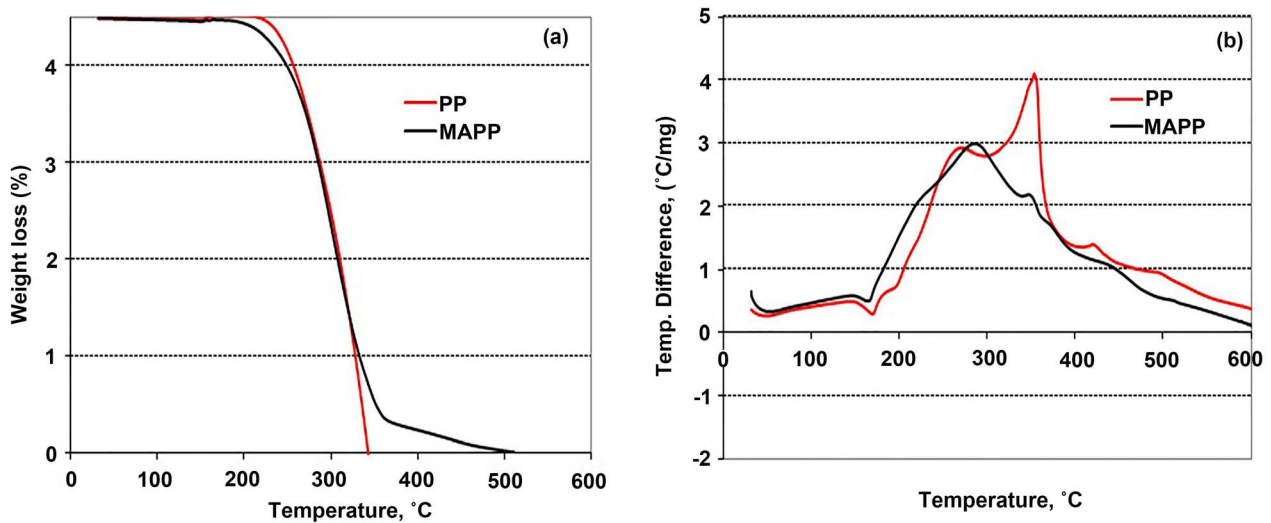 (a)
4
3
2
1
0
PP
MAPP
Weight loss (%)
0 100 200 300 400 500 600
Temperature, ˚C
(b)
5
4
3
2
1
0
-1
-2
PP
MAPP
Temp. Difference, (˚C/mg)
0 100 200 300 400 500 600
Temperature, ˚C